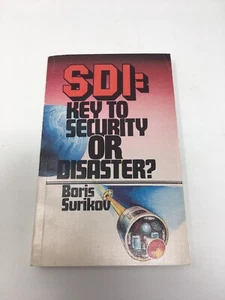 SDI:
KEY TO
SECURITY
OR
DISASTER?
Boris
Surikov